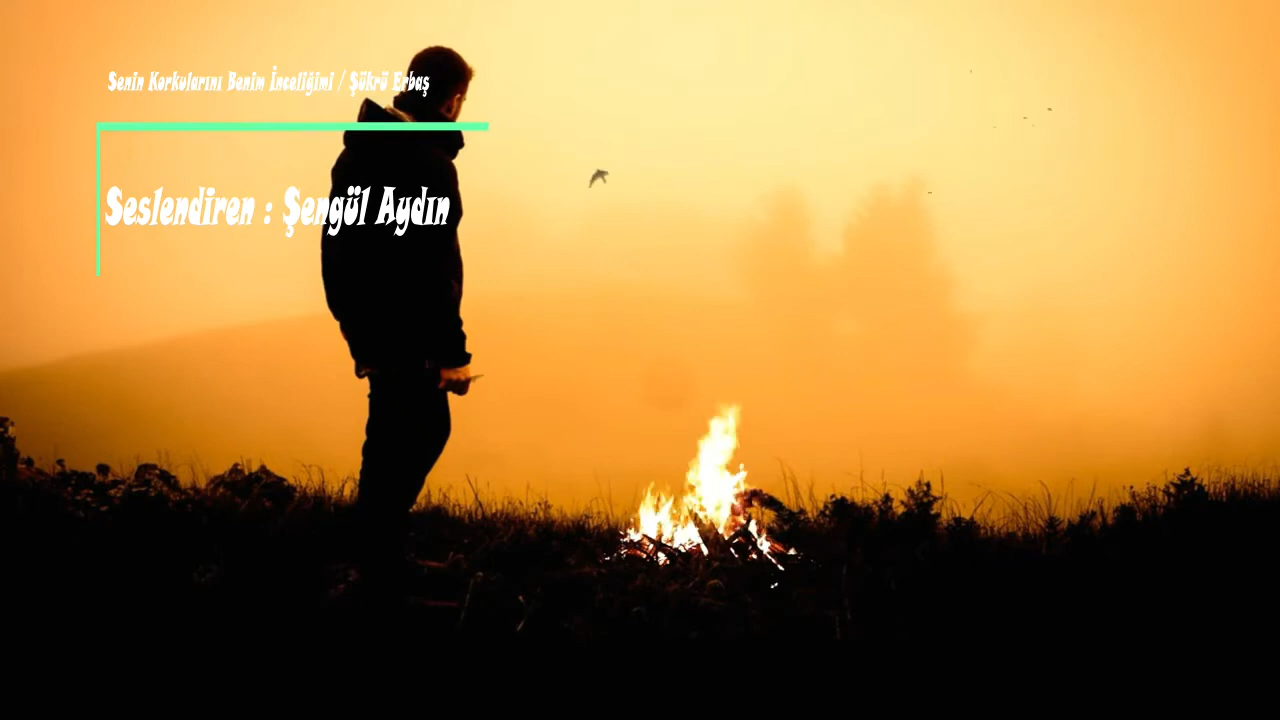 Senin Korkularını Benim İnceliğimi / Şükrü Erbaş
Seslendiren : Şengül Aydın